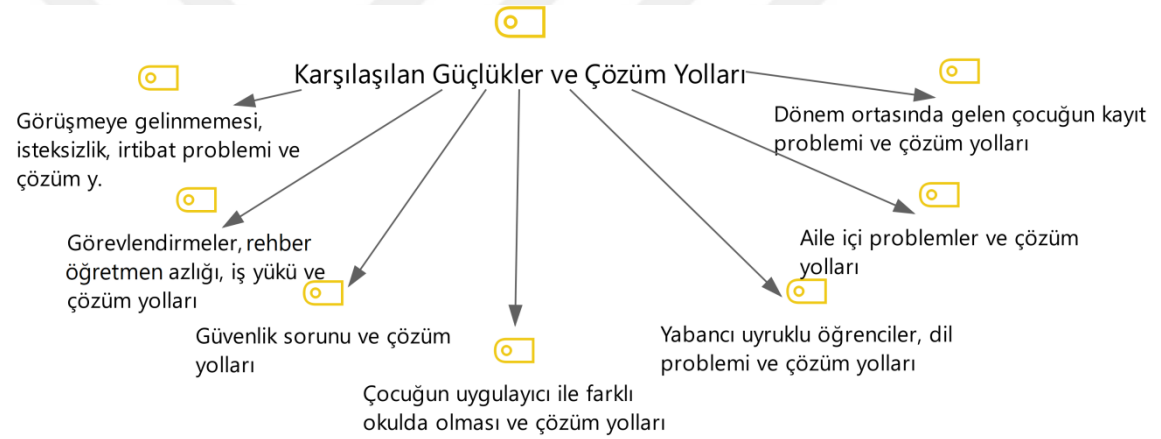 Karşılaşılan Güçlükler ve Çözüm Yolları
Görüşmeye gelinmemesi,
isteksizlik, irtibat problemi ve
çözüm y.
Görevlendirmeler, rehber
öğretmen azlığı, iş yükü ve
çözüm yolları
Güvenlik sorunu ve çözüm
yolları
Çocuğun uygulayıcı ile farklı
okulda olması ve çözüm yolları
Yabancı uyruklu öğrenciler, dil
problemi ve çözüm yolları
Aile içi problemler ve çözüm
yolları
Dönem ortasında gelen çocuğun kayıt
problemi ve çözüm yolları